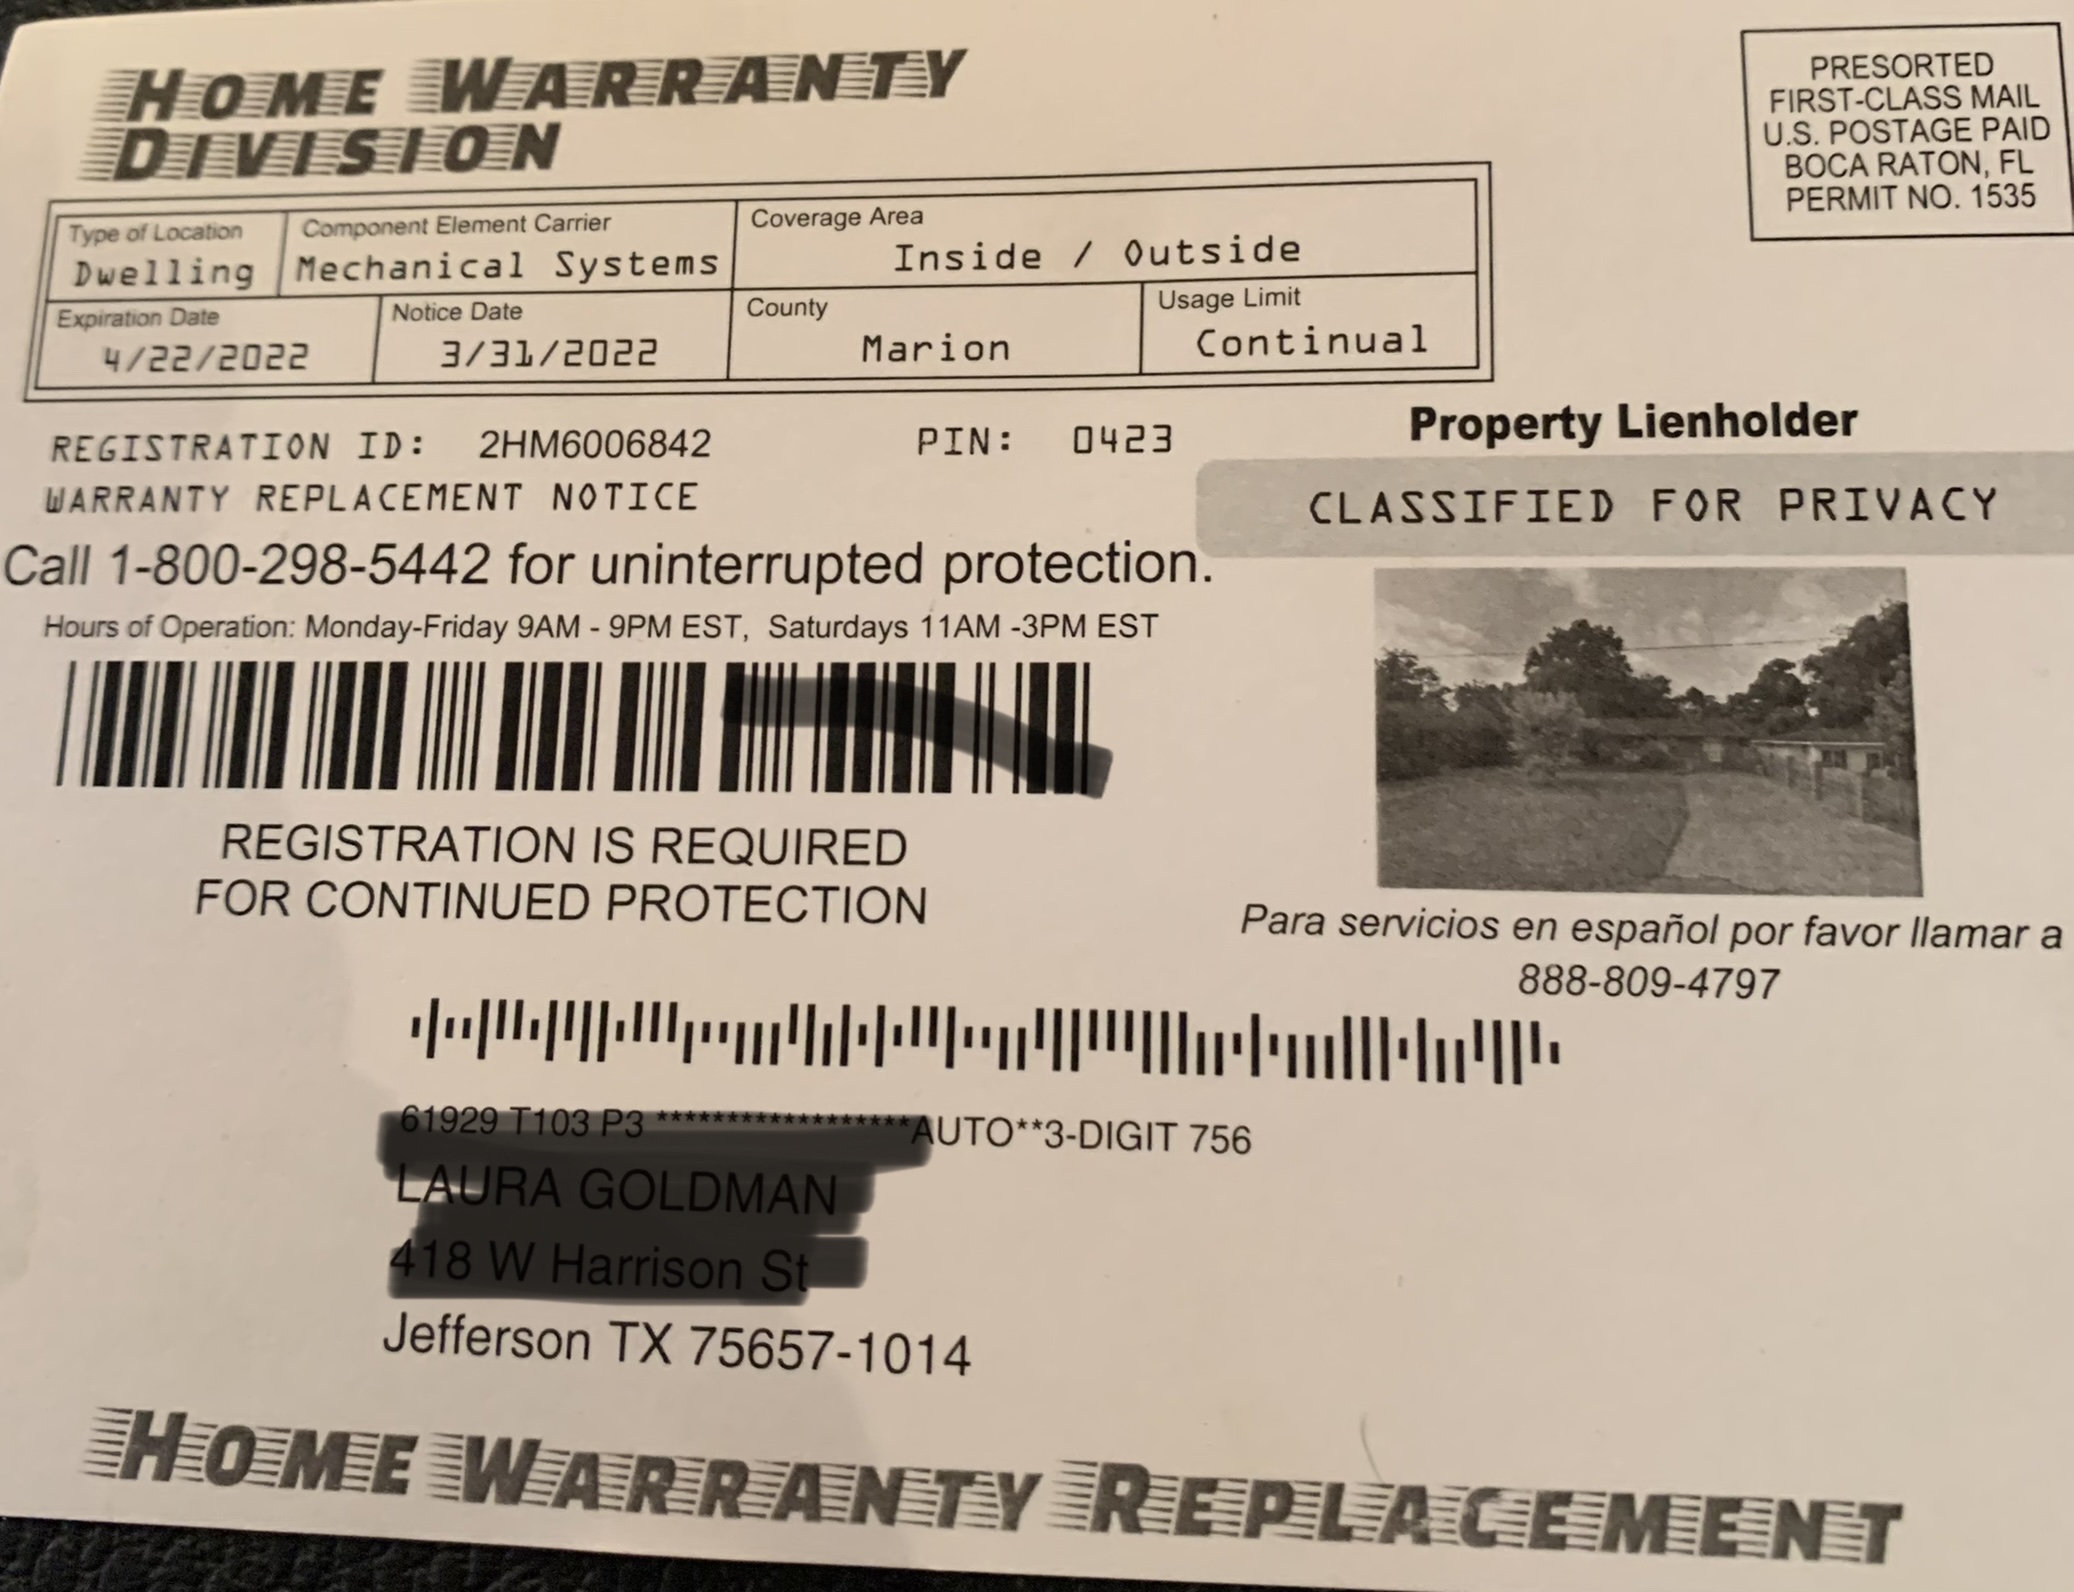 HOME WARRANTY
DIVISION
PRESORTED
FIRST-CLASS MAIL
U.S. POSTAGE PAID
BOCA RATON, FL
PERMIT NO. 1535
Type of Location
Dwelling
Component Element Carrier
Mechanical Systems
Coverage Area
Inside / Outside
Expiration Date
4/22/2022
Notice Date
3/31/2022
County
Marion
Usage Limit
Continual
REGISTRATION ID: 2HM6006842 PIN: 0423
WARRANTY REPLACEMENT NOTICE
Call 1-800-298-5442 for uninterrupted protection.
Hours of Operation: Monday-Friday 9AM - 9PM EST, Saturdays 11AM -3PM EST
Property Lienholder
CLASSIFIED FOR PRIVACY
REGISTRATION IS REQUIRED
FOR CONTINUED PROTECTION
Para servicios en español por favor llamar a
888-809-4797
AUTO**3-DIGIT 756
Jefferson TX 75657-1014
HOME WARRANTY REPLACEMENT